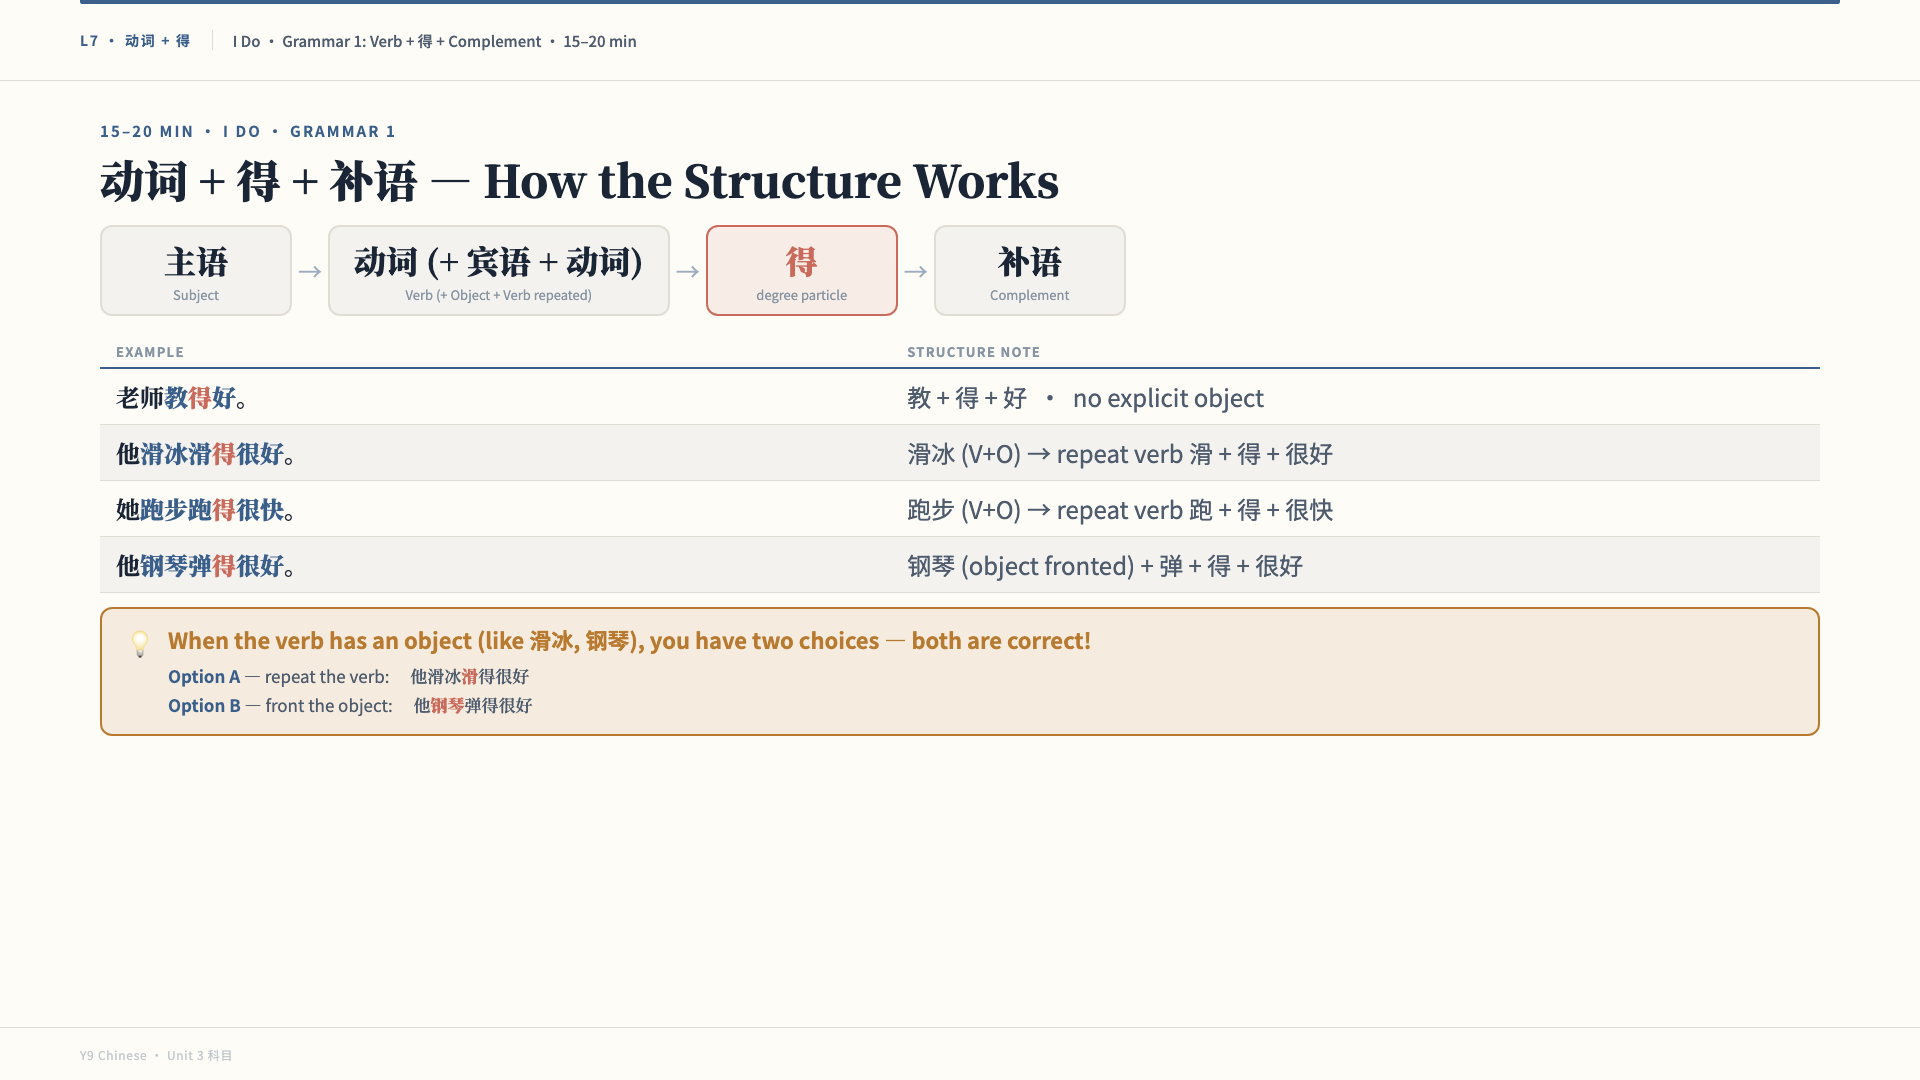 L7 · 动词 + 得 I Do · Grammar 1: Verb + 得 + Complement · 15–20 min
15–20 MIN · I DO · GRAMMAR 1
动词 + 得 + 补语 — How the Structure Works
主语 → 动词 (+ 宾语 + 动词) → 得 → 补语
Subject Verb (+ Object + Verb repeated) degree particle Complement
EXAMPLE STRUCTURE NOTE
老师教得好。 教 + 得 + 好 · no explicit object
他滑冰滑得很好。 滑冰 (V+O) → repeat verb 滑 + 得 + 很好
她跑步跑得很快。 跑步 (V+O) → repeat verb 跑 + 得 + 很快
他钢琴弹得很好。 钢琴 (object fronted) + 弹 + 得 + 很好
💡 When the verb has an object (like 滑冰, 钢琴), you have two choices — both are correct!
Option A — repeat the verb: 他滑冰滑得很好
Option B — front the object: 他钢琴弹得很好
Y9 Chinese · Unit 3 科目